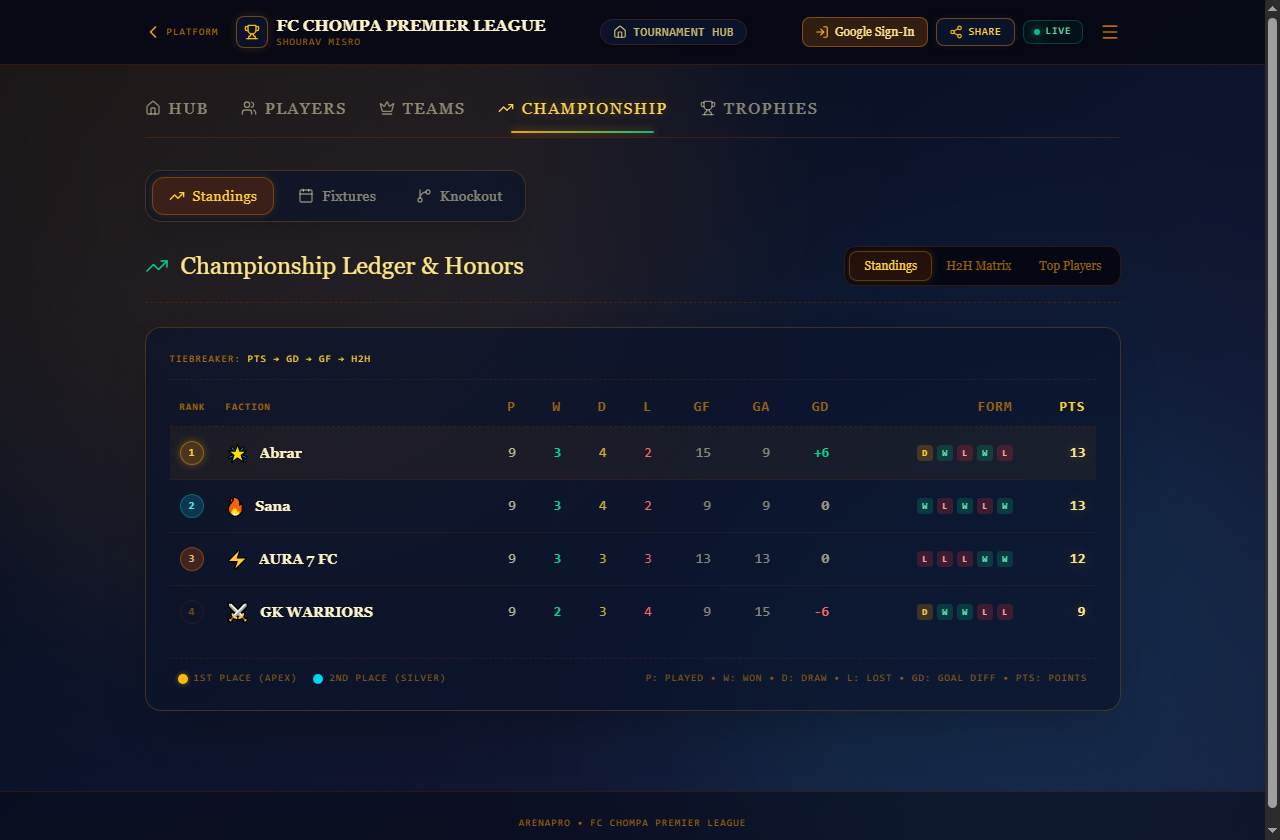 PLATFORM
FC CHOMPA PREMIER LEAGUE
SHOURAV MISRO
TOURNAMENT HUB
Google Sign-In
SHARE
LIVE
HUB PLAYERS TEAMS CHAMPIONSHIP TROPHIES
Standings Fixtures Knockout
Championship Ledger & Honors
Standings H2H Matrix Top Players
TIEBREAKER: PTS → GD → GF → H2H
RANK FACTION P W D L GF GA GD FORM PTS
1 Abrar 9 3 4 2 15 9 +6 D W L W L 13
2 Sana 9 3 4 2 9 9 0 W L W L W 13
3 AURA 7 FC 9 3 3 3 13 13 0 L L L W W 12
4 GK WARRIORS 9 2 3 4 9 15 -6 D W W L L 9
1ST PLACE (APEX) 2ND PLACE (SILVER) P: PLAYED • W: WON • D: DRAW • L: LOST • GD: GOAL DIFF • PTS: POINTS
ARENAPRO • FC CHOMPA PREMIER LEAGUE